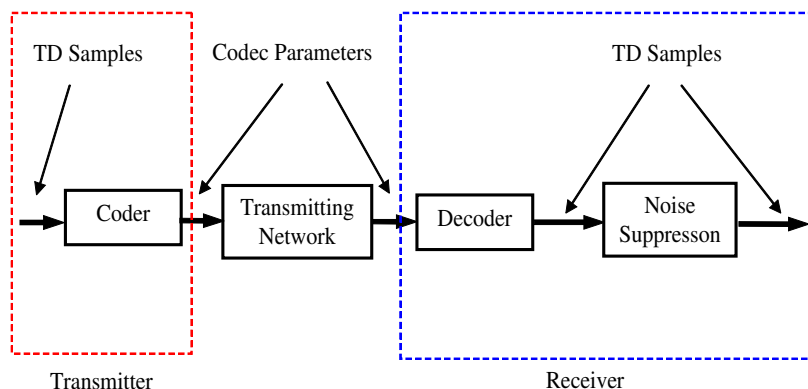 TD Samples
Codec Parameters
TD Samples
Coder
Transmitting
Network
Decoder
Noise
Suppresson
Transmitter
Receiver